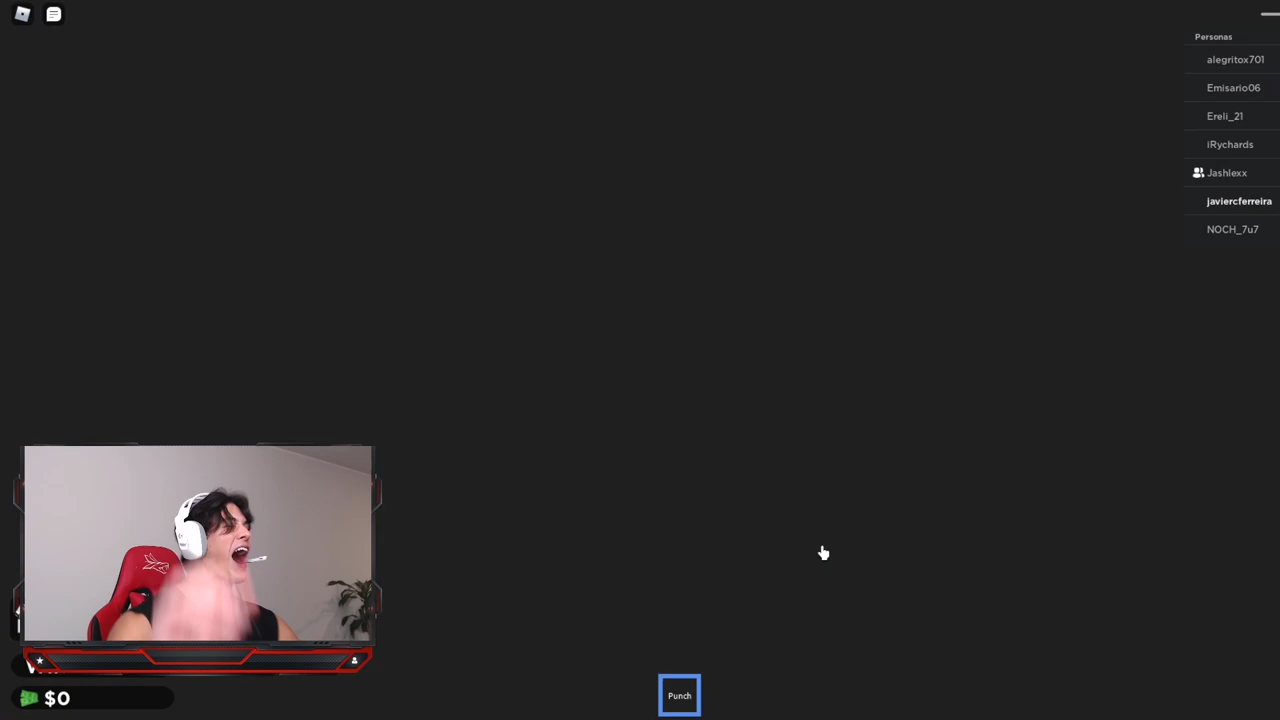 Personas
alegritox701
Emisario06
Ereli_21
iRychards
Jashlexx
javiercferreira
NOCH_7u7
$0
Punch